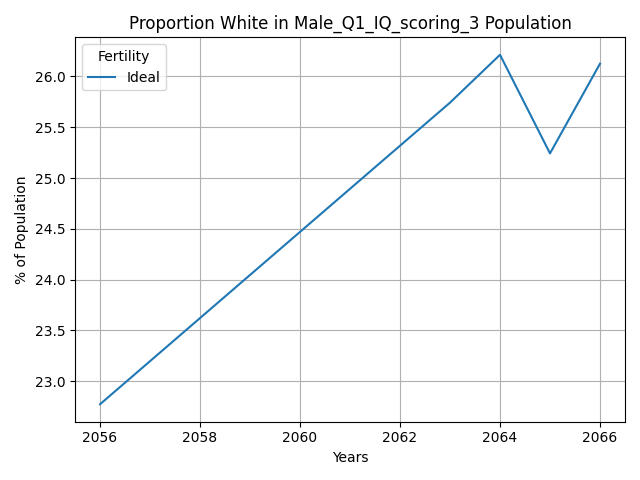 Proportion White in Male_Q1_IQ_scoring_3 Population
Fertility
Ideal
26.0
25.5
25.0
24.5
24.0
23.5
23.0
% of Population
2056 2058 2060 2062 2064 2066
Years